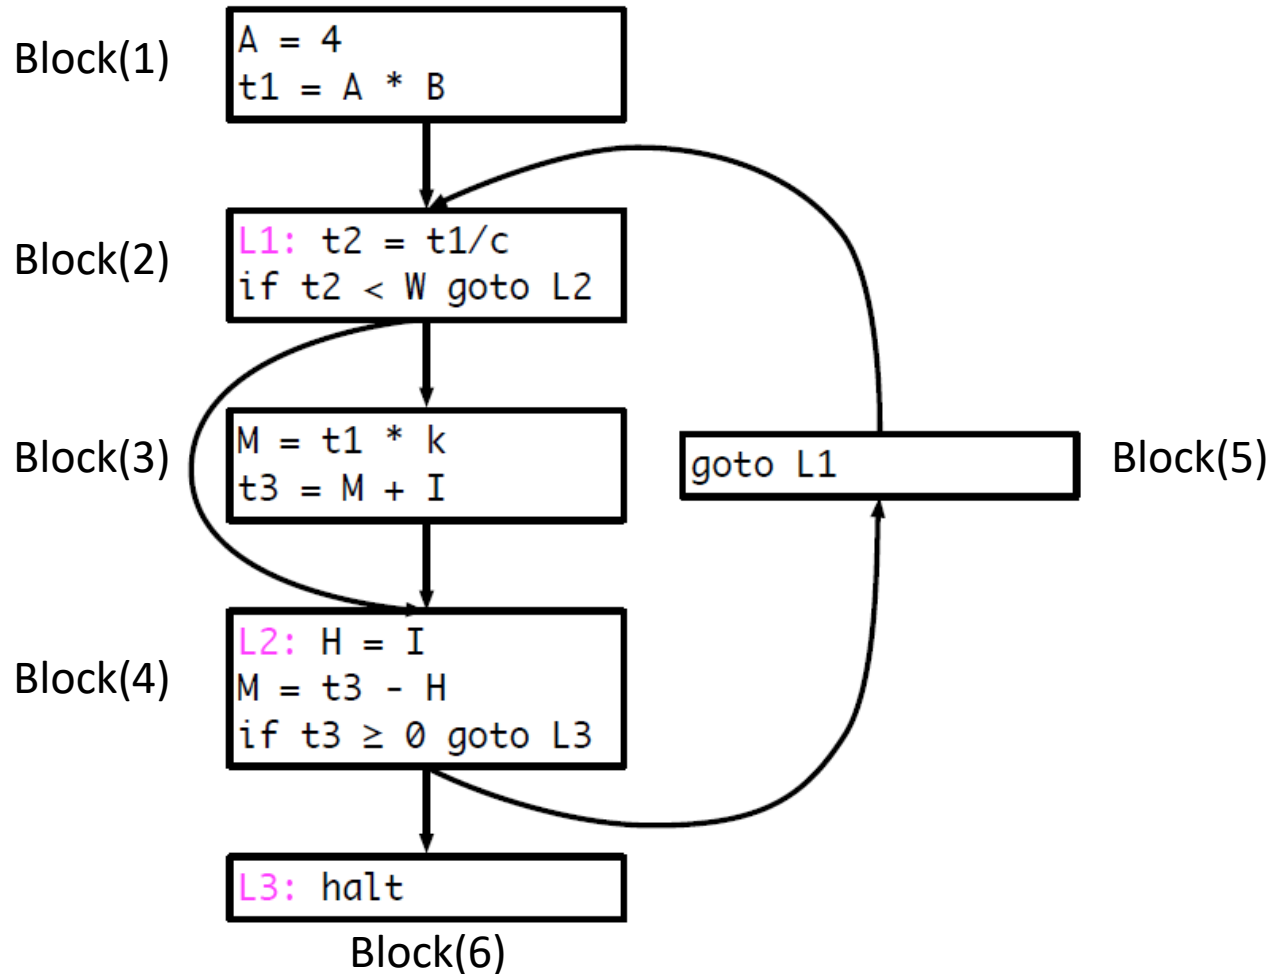 Block(1)
A = 4
t1 = A * B
Block(2)
L1: t2 = t1/c
if t2 < W goto L2
Block(3)
M = t1 * k
t3 = M + I
goto L1
Block(5)
Block(4)
L2: H = I
M = t3 - H
if t3 ≥ 0 goto L3
L3: halt
Block(6)